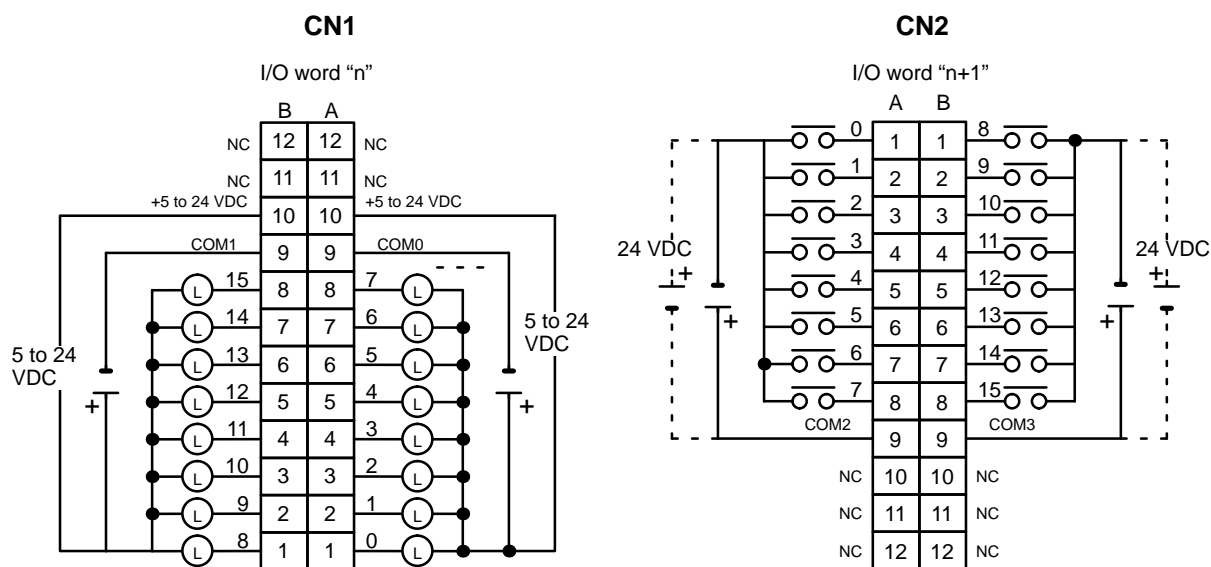 CN1
I/O word “n”
B A
NC 12 12 NC
NC 11 11 NC
+5 to 24 VDC 10 10 +5 to 24 VDC
COM1 9 9 COM0
L 15 8 8 7 L
L 14 7 7 6 L
L 13 6 6 5 L
L 12 5 5 4 L
L 11 4 4 3 L
L 10 3 3 2 L
L 9 2 2 1 L
L 8 1 1 0 L
5 to 24
VDC
+
+
5 to 24
VDC
CN2
I/O word “n+1”
A B
0 1 1 8
1 2 2 9
2 3 3 10
3 4 4 11
4 5 5 12
5 6 6 13
6 7 7 14
7 8 8 15
COM2 9 9 COM3
NC 10 10 NC
NC 11 11 NC
NC 12 12 NC
24 VDC
+
+
24 VDC
+
+